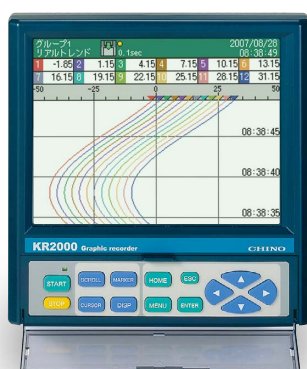 グループ1 2007/08/28
リアルトレンド 0.1sec 08:38:49
1 -1.85 2 1.15 3 4.15 4 7.15 5 10.15 6 13.15
7 16.15 8 19.15 9 22.15 10 25.15 11 28.15 12 31.15
-50 -25 0 25 50
08:38:45
08:38:40
08:38:35
KR2000 Graphic recorder CHINO
START SCROLL MARKER HOME ESC
STOP CURSOR DISP MENU ENTER